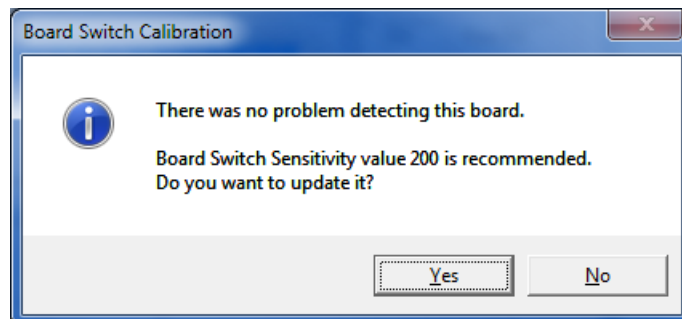 Board Switch Calibration
There was no problem detecting this board.
Board Switch Sensitivity value 200 is recommended.
Do you want to update it?
Yes
No